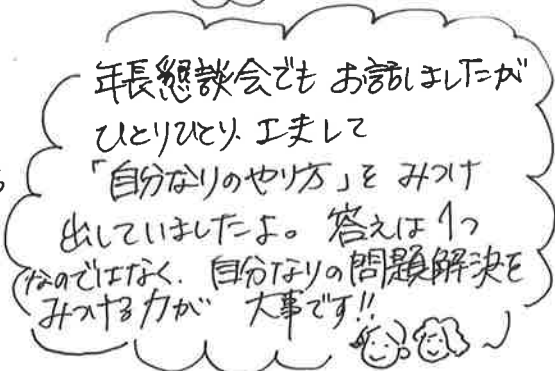 年長懇談会でも お話しましたが
ひとりひとり、工夫して
「自分なりのやり方」を みつけ
出していましたよ。 答えは1つ
なのではなく、自分なりの問題解決を
みつける力が 大事です!!